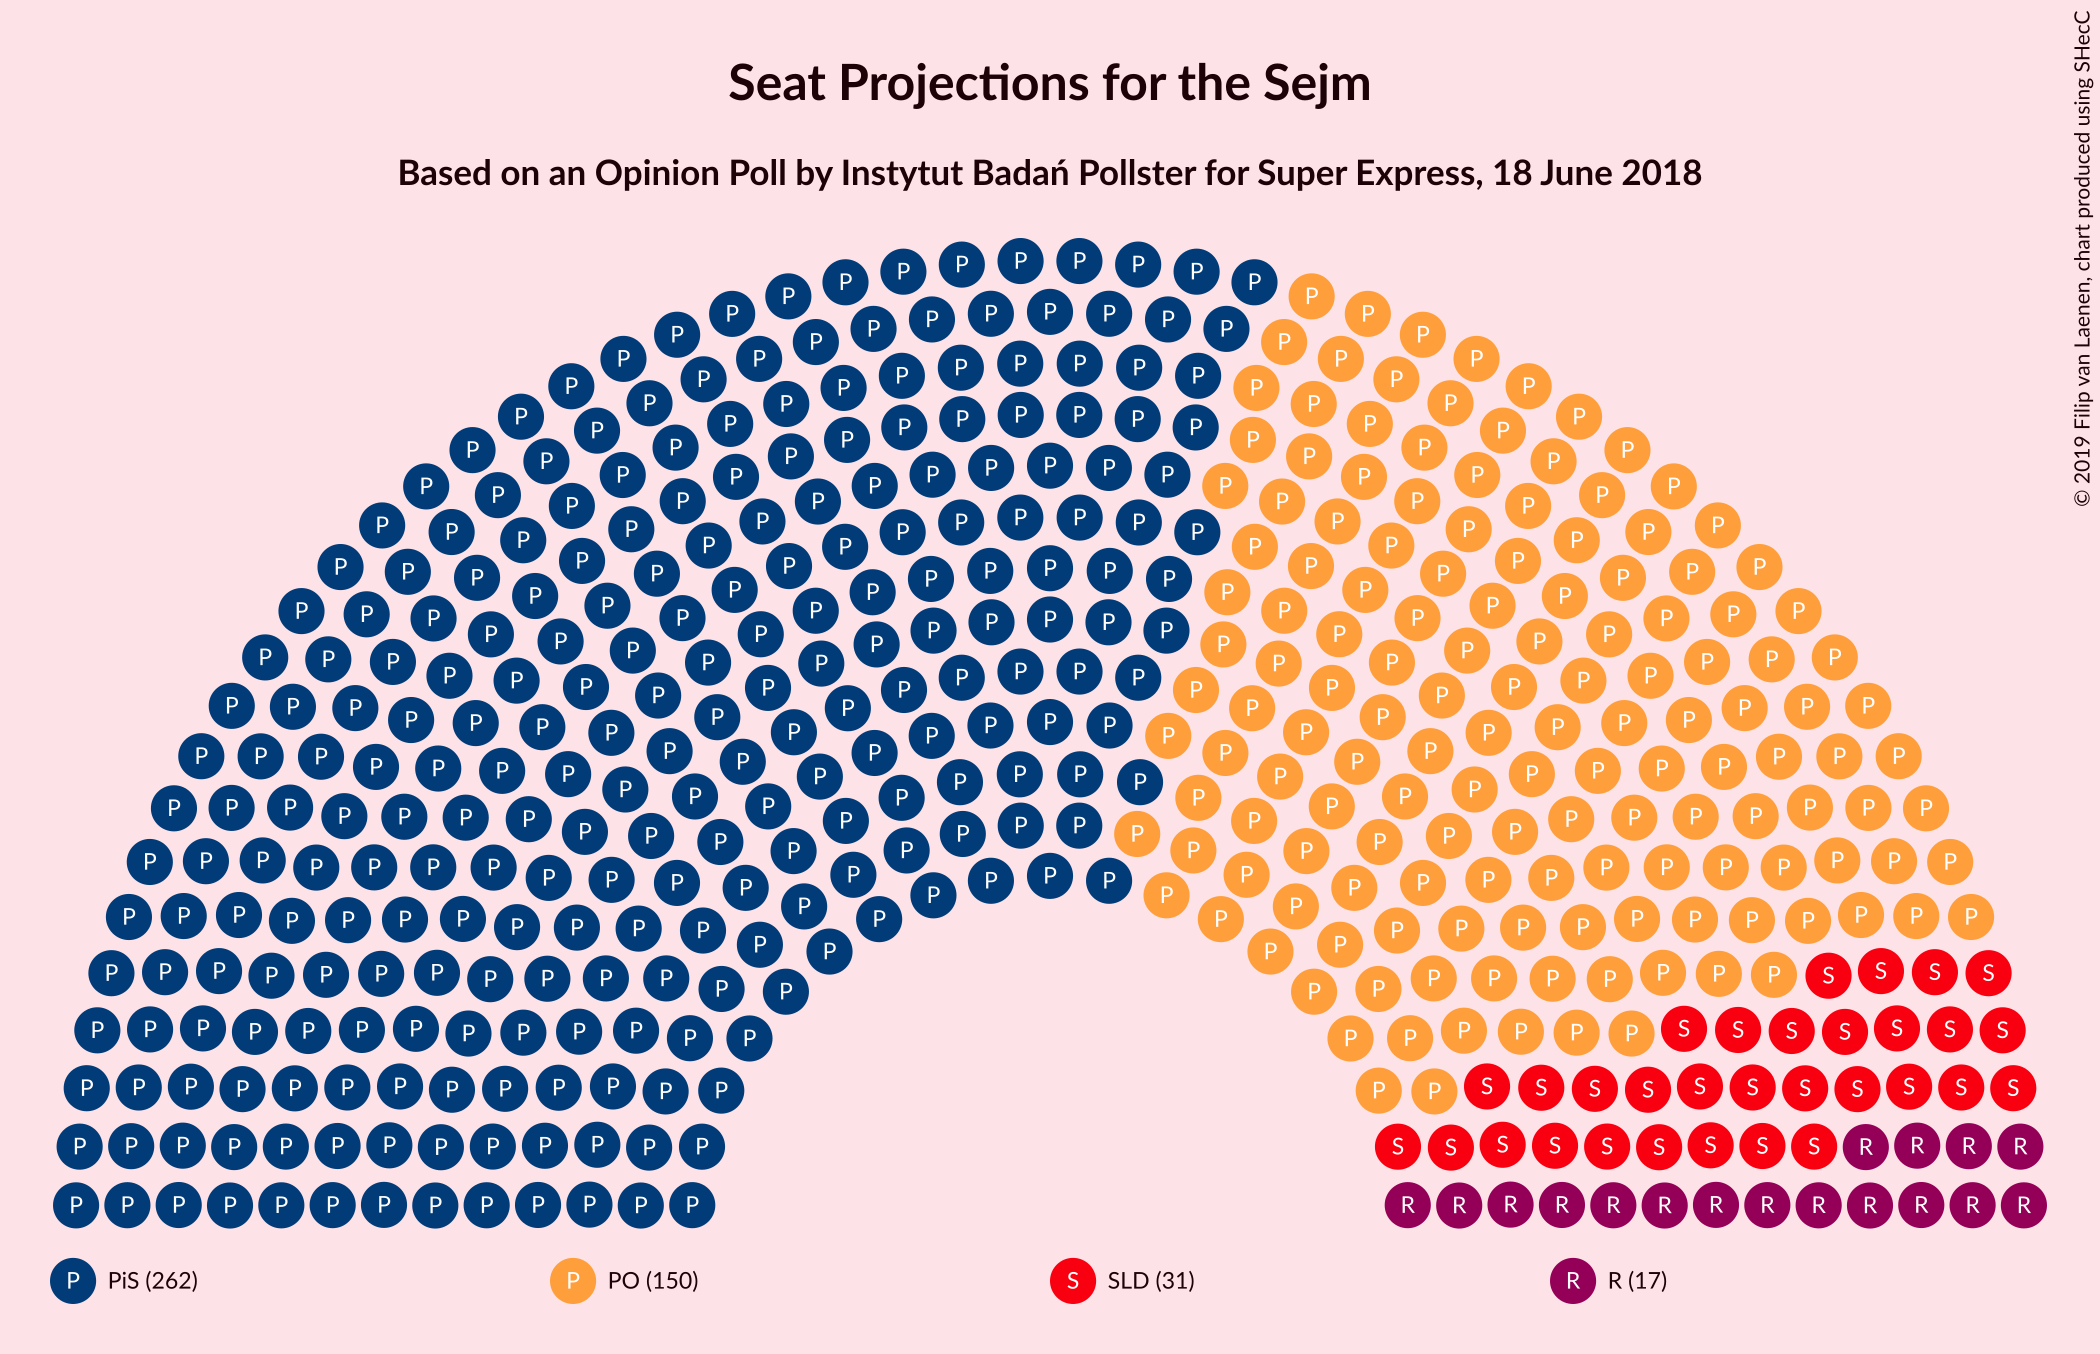 Seat Projections for the Sejm
Based on an Opinion Poll by Instytut Badań Pollster for Super Express, 18 June 2018
© 2019 Filip van Laenen, chart produced using SHecC
P PiS (262)
P PO (150)
S SLD (31)
R R (17)